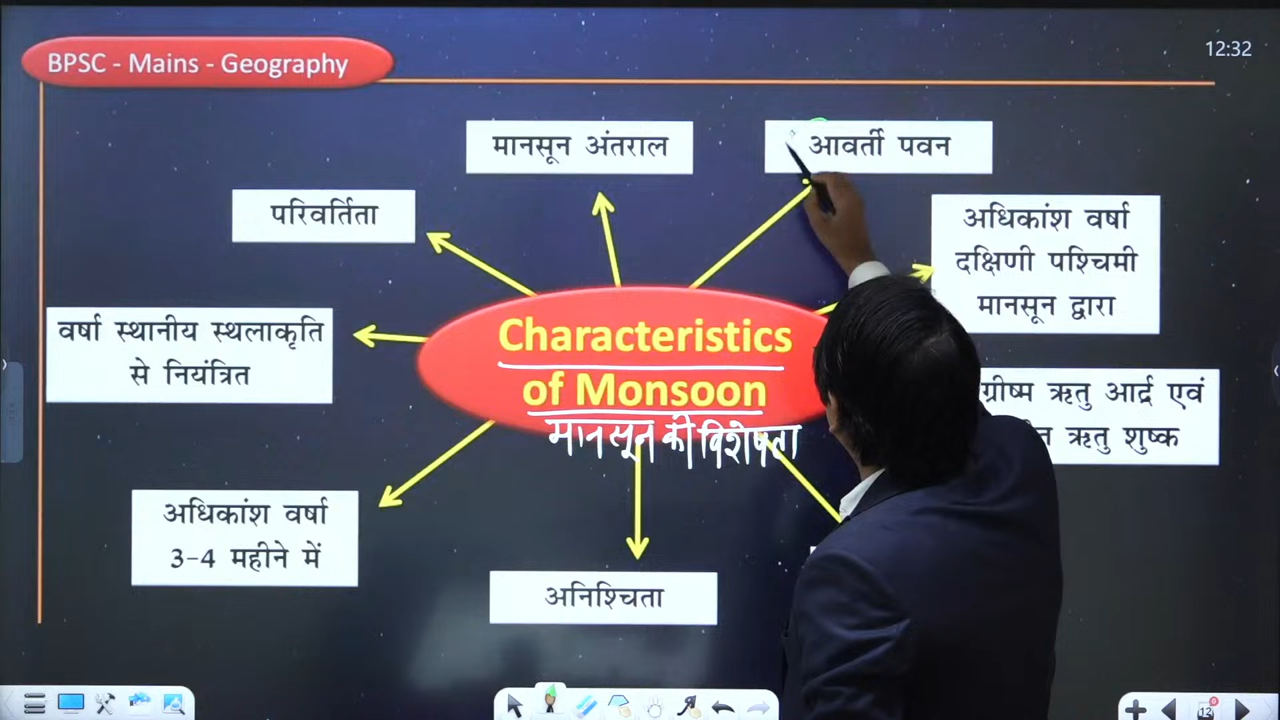 BPSC - Mains - Geography
12:32
मानसून अंतराल
आवर्ती पवन
परिवर्तिता
अधिकांश वर्षा
दक्षिणी पश्चिमी
मानसून द्वारा
वर्षा स्थानीय स्थलाकृति
से नियंत्रित
Characteristics
of Monsoon
मानसून की विशेषता
ग्रीष्म ऋतु आर्द्र एवं
ऋतु शुष्क
अधिकांश वर्षा
3-4 महीने में
अनिश्चिता
12